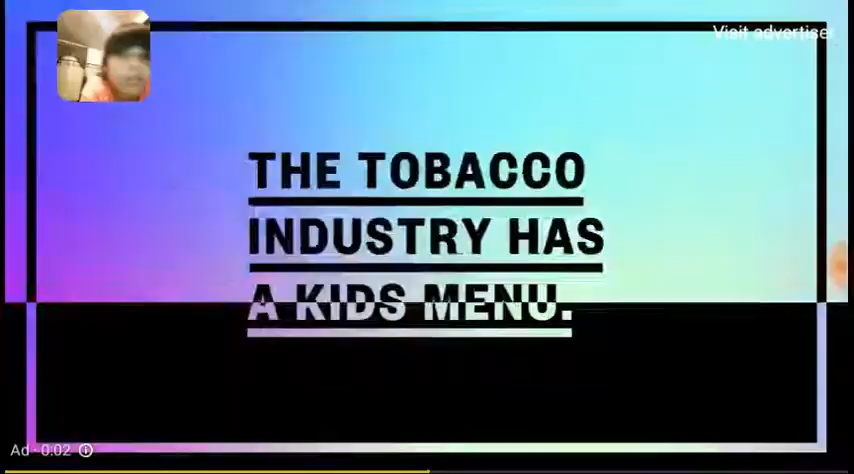 Visit advertiser
THE TOBACCO
INDUSTRY HAS
A KIDS MENU.
Ad · 0:02